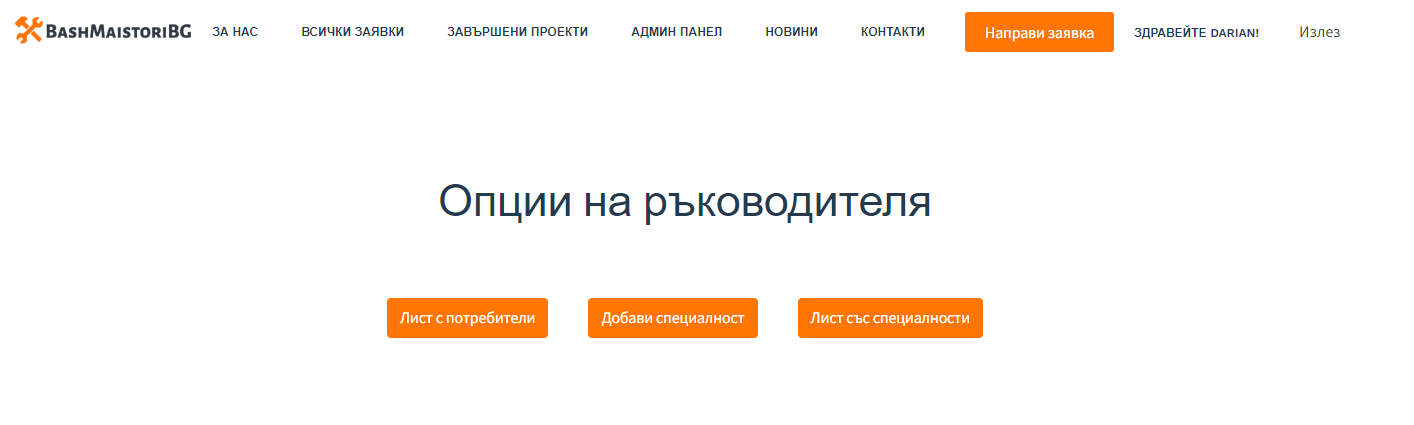 BASHMAISTORIBG ЗА НАС ВСИЧКИ ЗАЯВКИ ЗАВЪРШЕНИ ПРОЕКТИ АДМИН ПАНЕЛ НОВИНИ КОНТАКТИ Направи заявка ЗДРАВЕЙТЕ DARIAN! Излез
Опции на ръководителя
Лист с потребители Добави специалност Лист със специалности